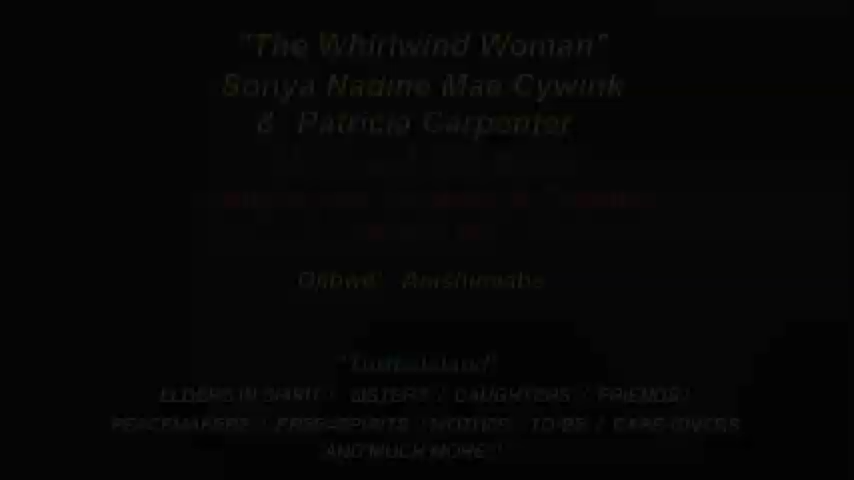 "The Whirlwind Woman"
Sonya Nadine Mae Cywink
& Patricia Carpenter
Ojibwe Anishinaabe
"Turtle Island"
ELDERS IN SPIRIT / SISTERS / DAUGHTERS / FRIENDS /
PEACEMAKERS / FREE-SPIRITS / MOTHER - TO BE / CARE-GIVERS
AND MUCH MORE!!